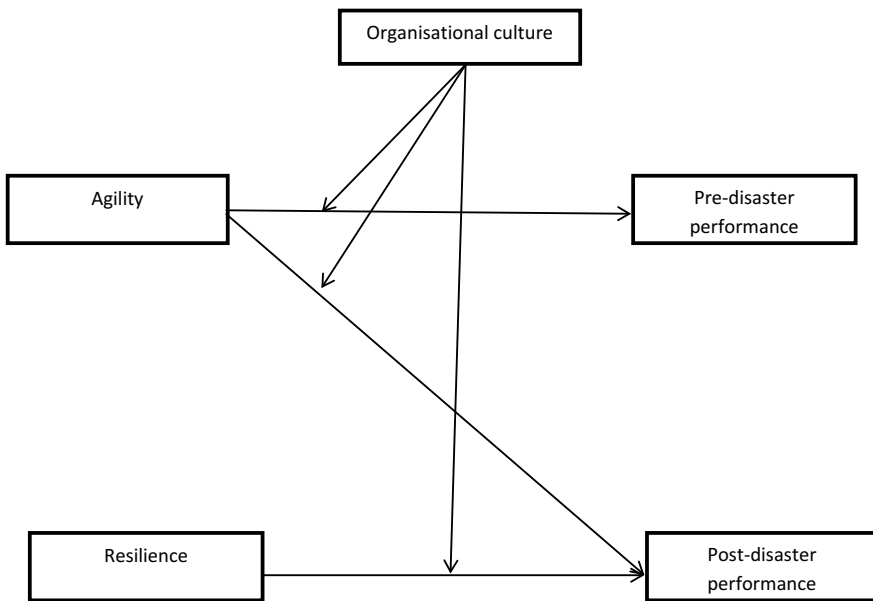 Organisational culture
Agility
Pre-disaster
performance
Resilience
Post-disaster
performance